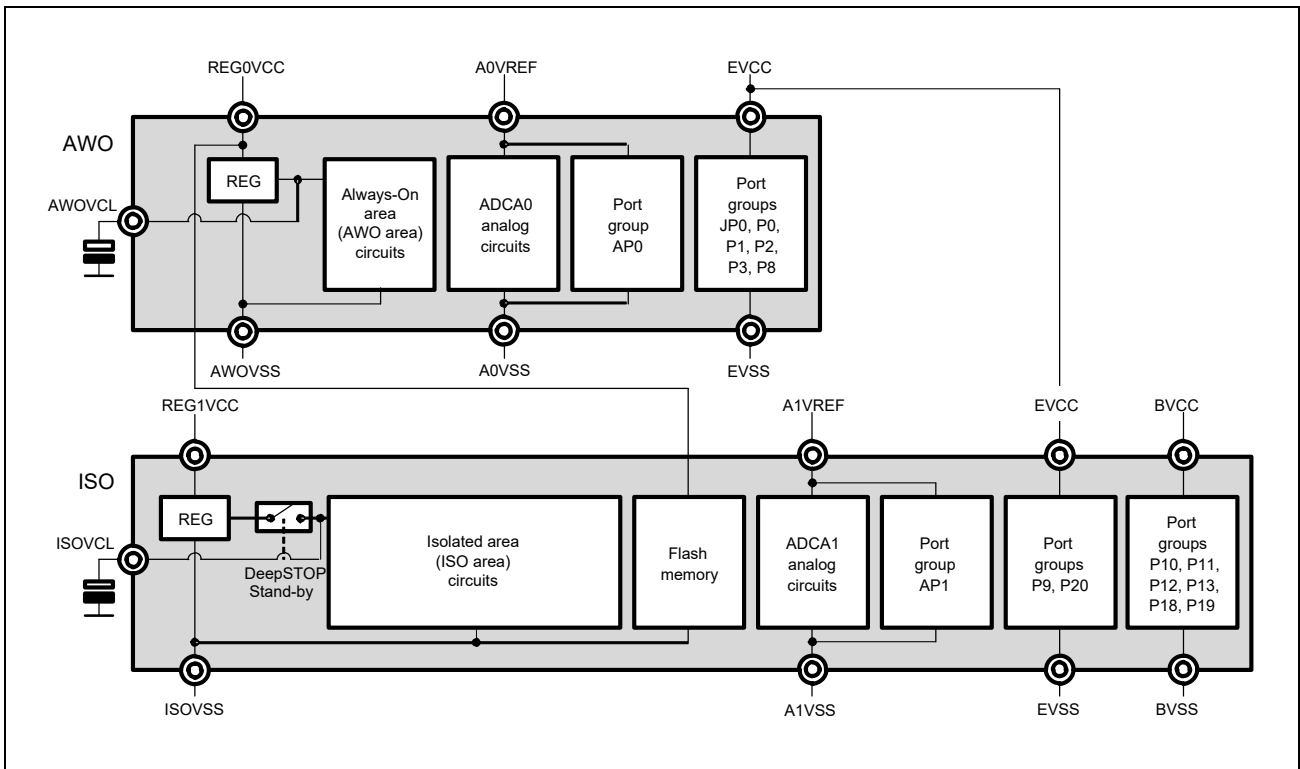 REG0VCC
A0VREF
EVCC
AWO
REG
AWOVCL
Always-On
area
(AWO area)
circuits
ADCA0
analog
circuits
Port
group
AP0
Port
groups
JP0, P0,
P1, P2,
P3, P8
AWOVSS
A0VSS
EVSS
REG1VCC
A1VREF
EVCC
BVCC
ISO
REG
ISOVCL
DeepSTOP
Stand-by
Isolated area
(ISO area)
circuits
Flash
memory
ADCA1
analog
circuits
Port
group
AP1
Port
groups
P9, P20
Port
groups
P10, P11,
P12, P13,
P18, P19
ISOVSS
A1VSS
EVSS
BVSS